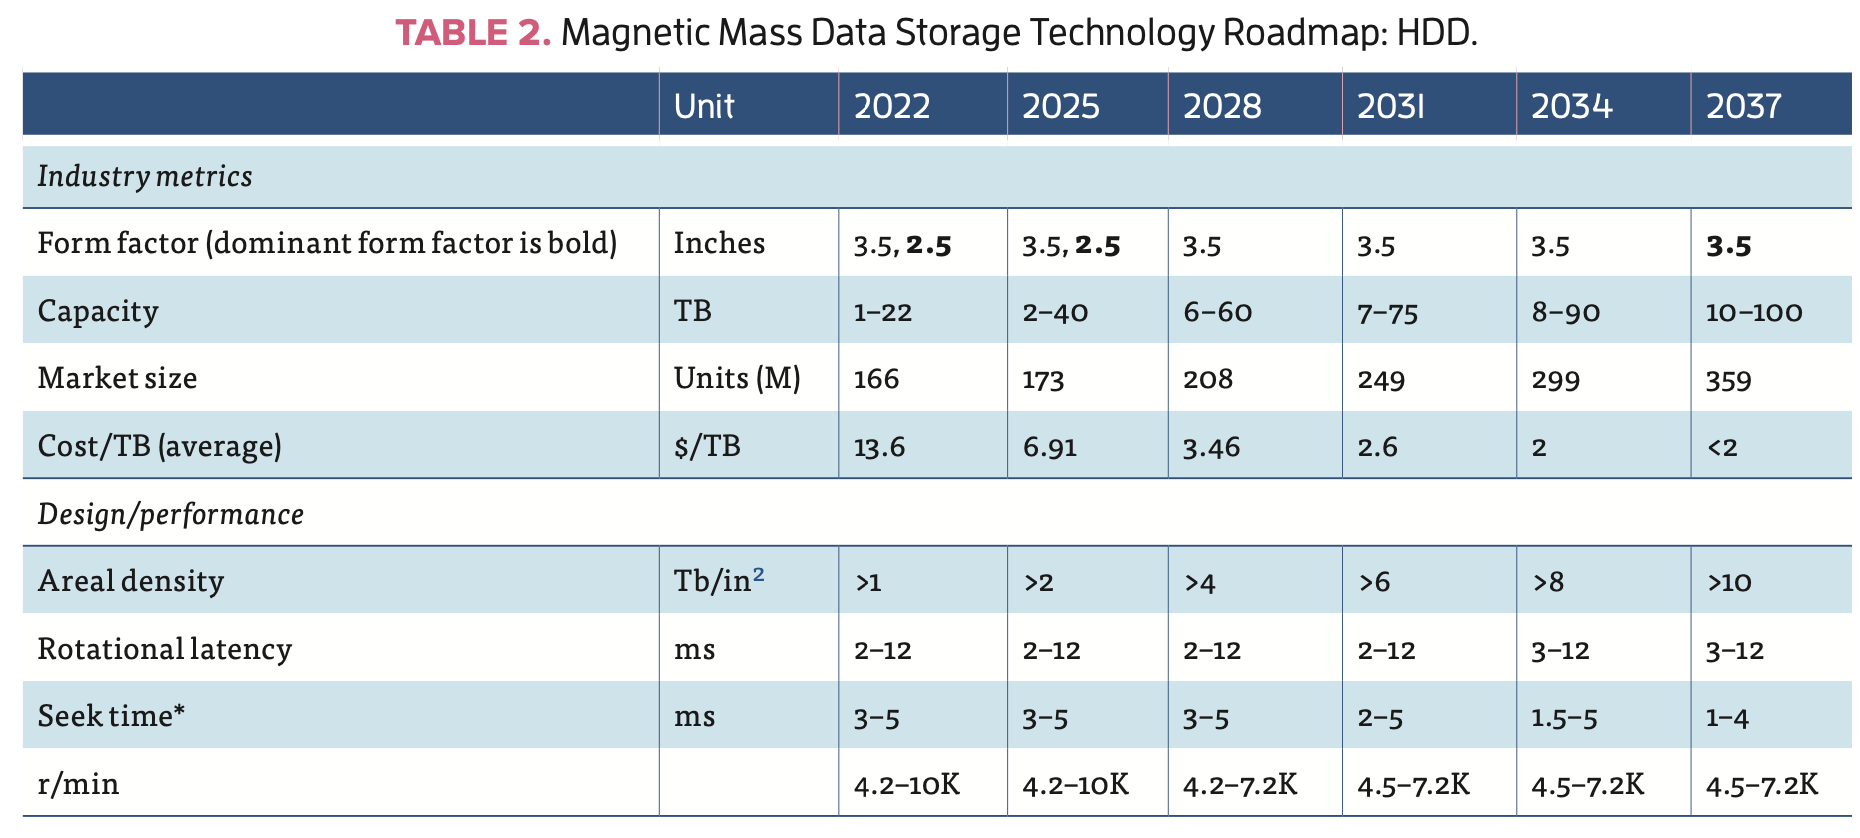 TABLE 2. Magnetic Mass Data Storage Technology Roadmap: HDD.
Unit 2022 2025 2028 2031 2034 2037
Industry metrics
Form factor (dominant form factor is bold) Inches 3.5, 2.5 3.5, 2.5 3.5 3.5 3.5 3.5
Capacity TB 1–22 2–40 6–60 7–75 8–90 10–100
Market size Units (M) 166 173 208 249 299 359
Cost/TB (average) $/TB 13.6 6.91 3.46 2.6 2 <2
Design/performance
Areal density Tb/in² >1 >2 >4 >6 >8 >10
Rotational latency ms 2–12 2–12 2–12 2–12 3–12 3–12
Seek time* ms 3–5 3–5 3–5 2–5 1.5–5 1–4
r/min 4.2–10K 4.2–10K 4.2–7.2K 4.5–7.2K 4.5–7.2K 4.5–7.2K